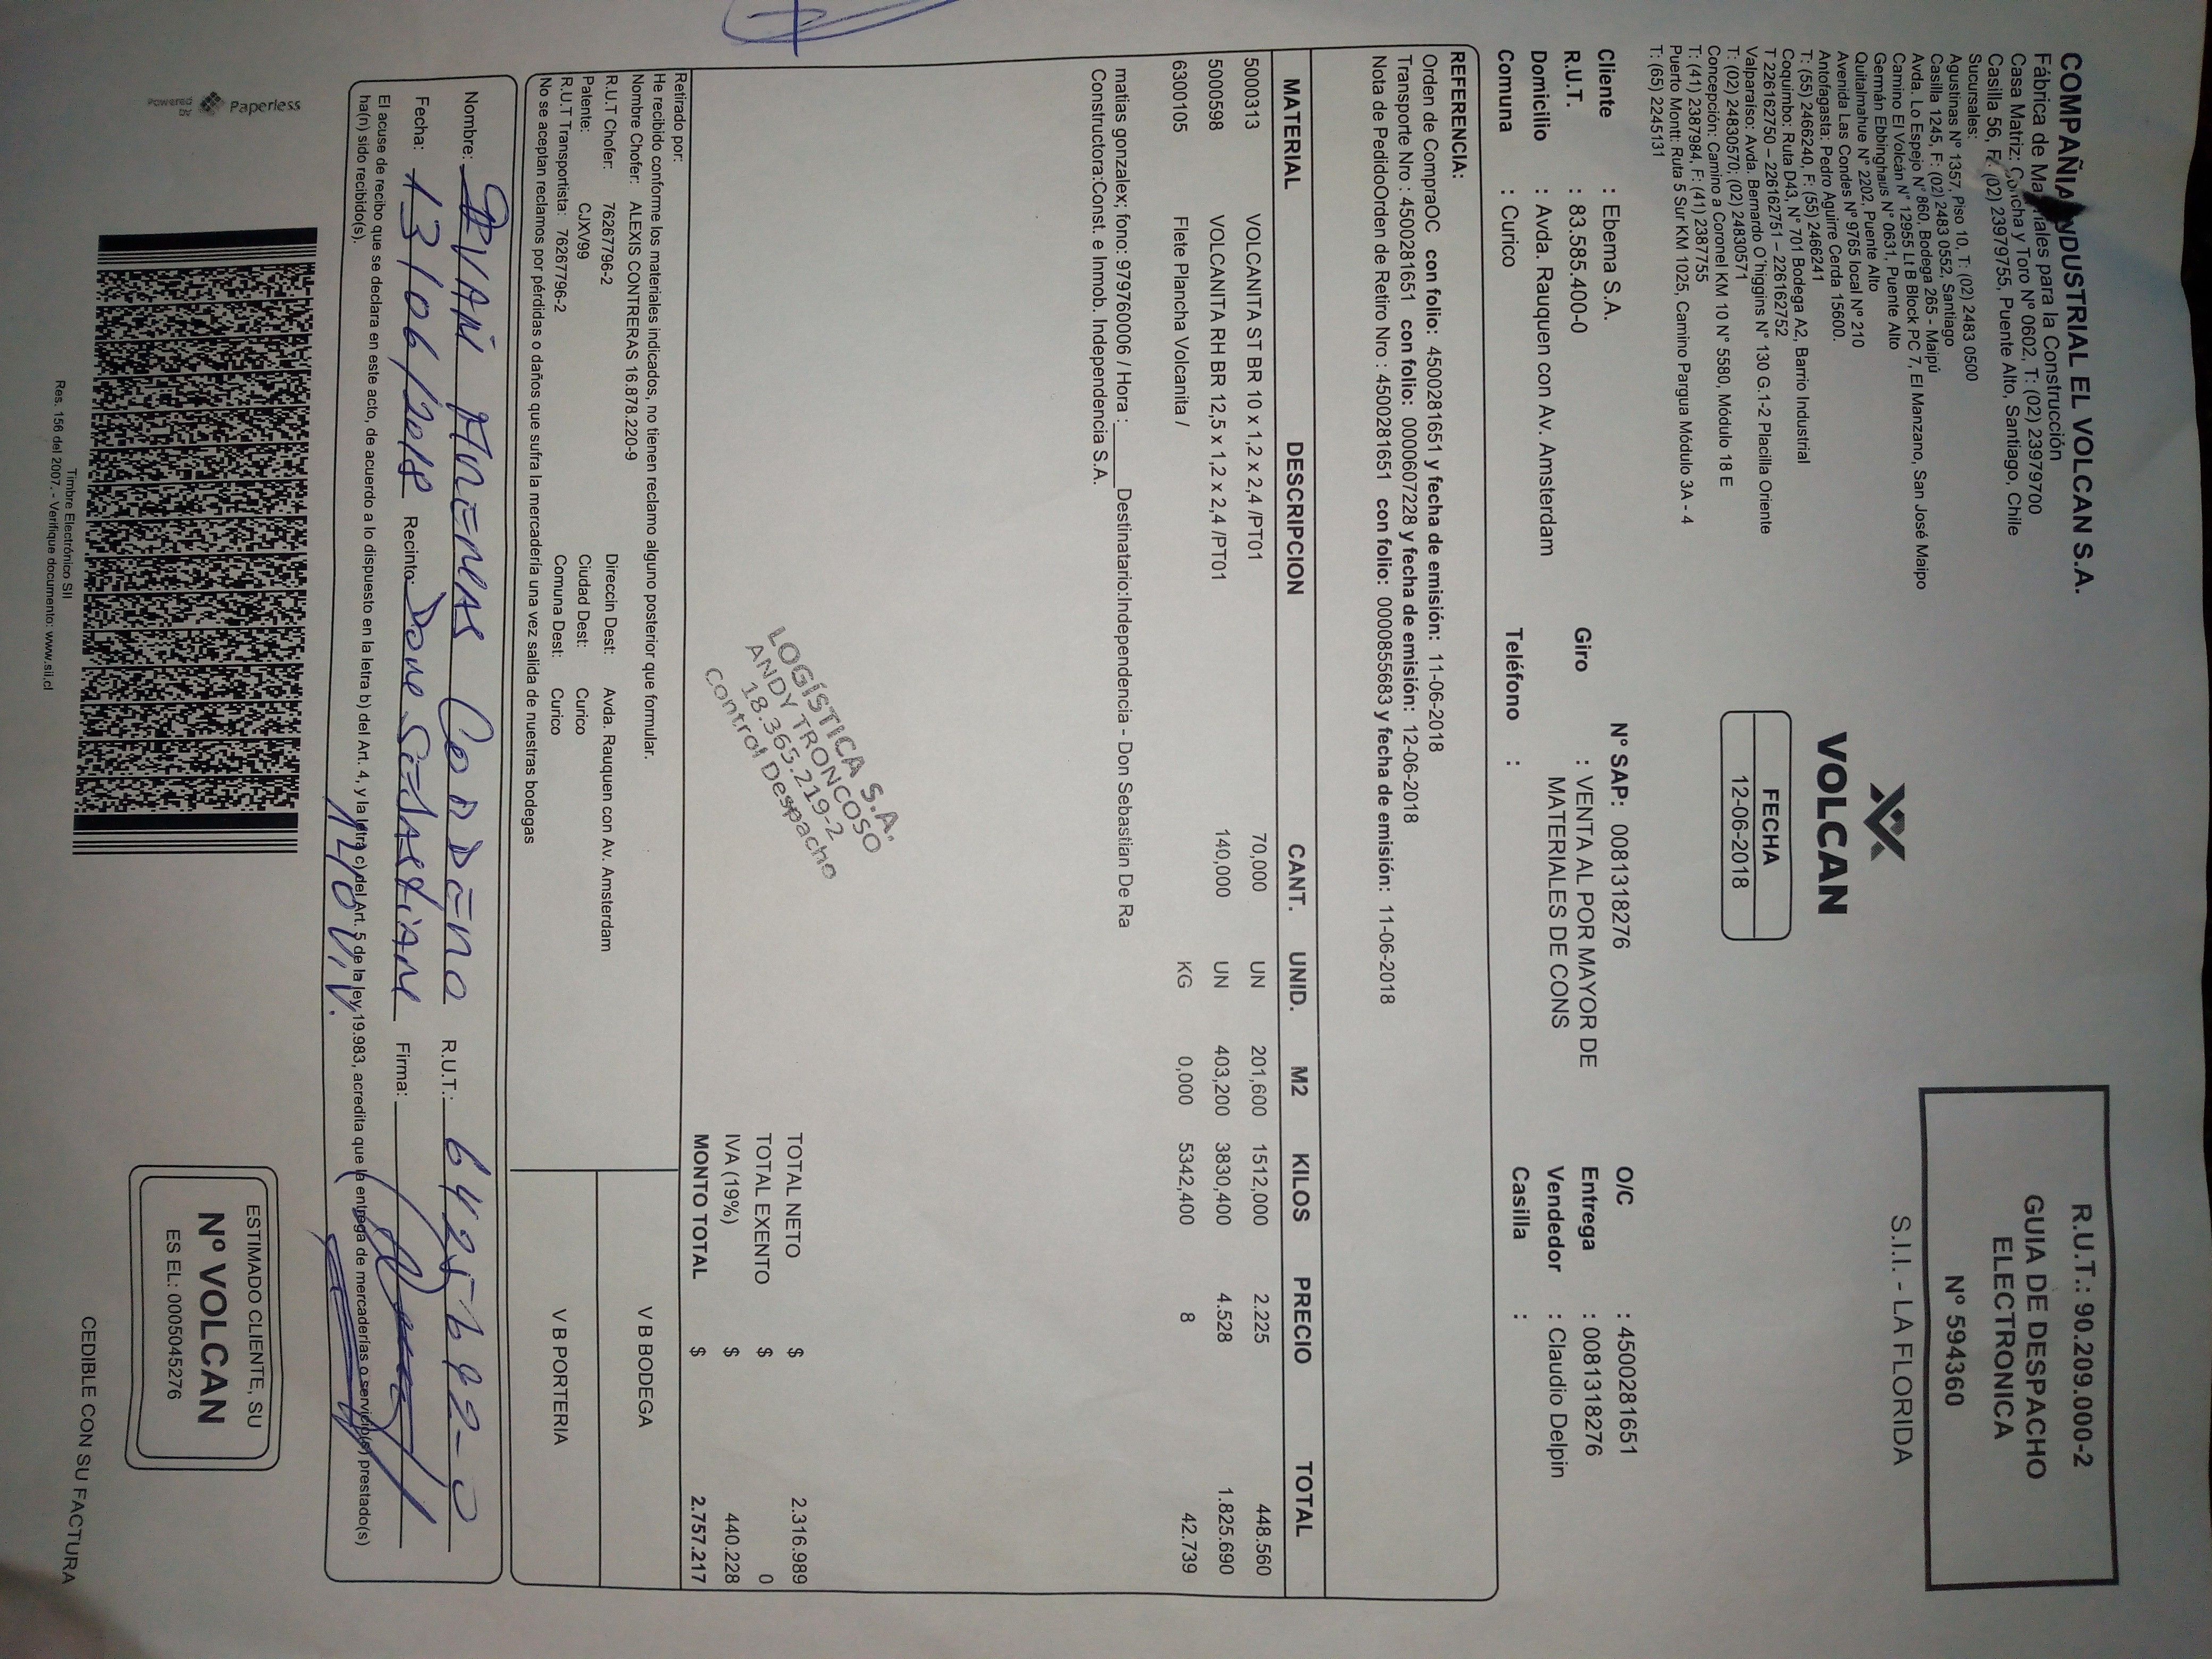 COMPAÑIA INDUSTRIAL EL VOLCAN S.A.
Fábrica de Materiales para la Construcción
Casa Matriz: Concha y Toro Nº 0602, T: (02) 23979700
Casilla 56, F: (02) 23979755, Puente Alto, Santiago, Chile
Sucursales:
Agustinas Nº 1357, Piso 10, T: (02) 2483 0500
Casilla 1245, F: (02) 2483 0552, Santiago
Avda. Lo Espejo N° 860, Bodega 265 - Maipú
Camino El Volcán N° 12955 Lt B Block PC 7, El Manzano, San José Maipo
Germán Ebbinghaus N° 0631, Puente Alto
Quitalmahue N° 2202, Puente Alto
Avenida Las Condes Nº 9765 local Nº 210
Antofagasta: Pedro Aguirre Cerda 15600.
T: (55) 2466240, F: (55) 2466241
Coquimbo: Ruta D43, N° 701 Bodega A2, Barrio Industrial
T 226162750 – 226162751 – 226162752
Valparaíso: Avda. Bernardo O'higgins N° 130 G.1-2 Placilla Oriente
T: (02) 24830570; (02) 24830571
Concepción: Camino a Coronel KM 10 N° 5580, Módulo 18 E
T: (41) 2387984, F: (41) 2387755
Puerto Montt: Ruta 5 Sur KM 1025, Camino Pargua Módulo 3A - 4
T: (65) 2245131
VOLCAN
FECHA
12-06-2018
R.U.T.: 90.209.000-2
GUIA DE DESPACHO
ELECTRONICA
Nº 594360
S.I.I. - LA FLORIDA
Cliente : Ebema S.A. N° SAP: 0081318276 O/C : 4500281651
R.U.T. : 83.585.400-0 Giro : VENTA AL POR MAYOR DE MATERIALES DE CONS Entrega : 0081318276
Domicilio : Avda. Rauquen con Av. Amsterdam Vendedor : Claudio Delpin
Comuna : Curico Teléfono : Casilla :
REFERENCIA:
Orden de CompraOC con folio: 4500281651 y fecha de emisión: 11-06-2018
Transporte Nro : 4500281651 con folio: 0000607228 y fecha de emisión: 12-06-2018
Nota de PedidoOrden de Retiro Nro : 4500281651 con folio: 0000855683 y fecha de emisión: 11-06-2018
MATERIAL DESCRIPCION CANT. UNID. M2 KILOS PRECIO TOTAL
5000313 VOLCANITA ST BR 10 x 1,2 x 2,4 /PT01 70,000 UN 201,600 1512,000 2.225 448.560
5000598 VOLCANITA RH BR 12,5 x 1,2 x 2,4 /PT01 140,000 UN 403,200 3830,400 4.528 1.825.690
6300105 Flete Plancha Volcanita / KG 0,000 5342,400 8 42.739
matias gonzalex; fono: 979760006 / Hora :____Destinatario:Independencia - Don Sebastian De Ra
Constructora:Const. e Inmob. Independencia S.A.
LOGÍSTICA S.A.
ANDY TRONCOSO
18.365.219-2
Control Despacho
TOTAL NETO $ 2.316.989
TOTAL EXENTO $ 0
IVA (19%) $ 440.228
MONTO TOTAL $ 2.757.217
Retirado por:
He recibido conforme los materiales indicados, no tienen reclamo alguno posterior que formular.
Nombre Chofer: ALEXIS CONTRERAS 16.878.220-9
R.U.T Chofer: 76267796-2 Direccin Dest: Avda. Rauquen con Av. Amsterdam
Patente: CJXV99 Ciudad Dest: Curico
R.U.T Transportista: 76267796-2 Comuna Dest: Curico
No se aceptan reclamos por pérdidas o daños que sufra la mercadería una vez salida de nuestras bodegas
V B BODEGA
V B PORTERIA
Nombre: R.U.T.:
Fecha: 13/06/2018 Recinto: Done Sebastiane Firma:
El acuse de recibo que se declara en este acto, de acuerdo a lo dispuesto en la letra b) del Art. 4, y la letra c) del Art. 5 de la ley 19.983, acredita que la entrega de mercaderías o servicio(s) prestado(s)
ha(n) sido recibido(s).
Timbre Electrónico SII
Res. 156 del 2007. - Verifique documento: www.sii.cl
Powered by Paperless
ESTIMADO CLIENTE, SU
Nº VOLCAN
ES EL: 0005045276
CEDIBLE CON SU FACTURA